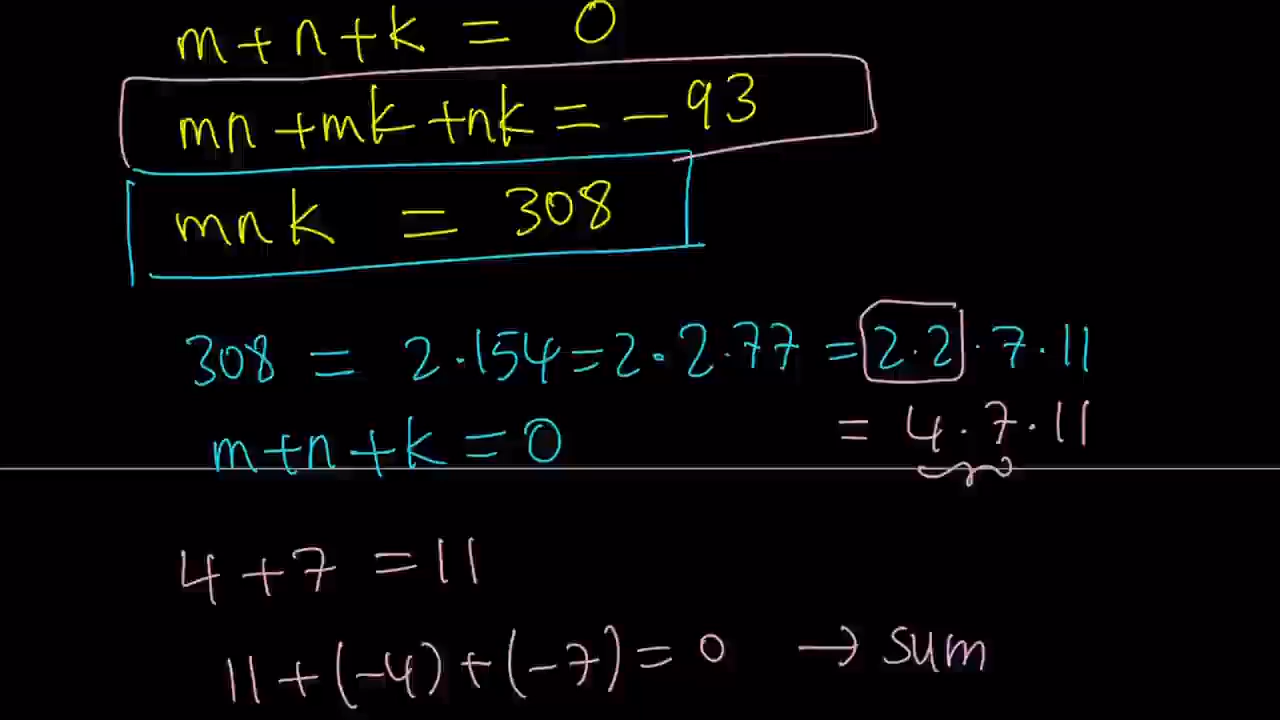 m+n+k = 0
mn+mk+nk = -93
mnk = 308
308 = 2·154 = 2·2·77 = 2·2·7·11
= 4·7·11
m+n+k = 0
4+7 = 11
11+(-4)+(-7) = 0 → sum